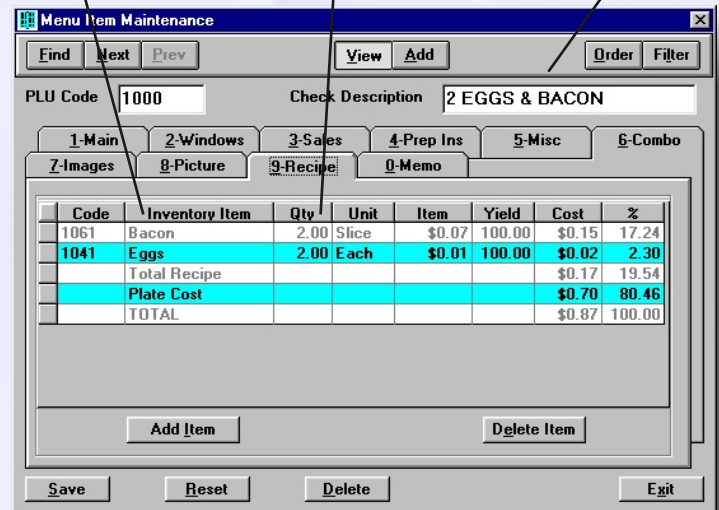 Menu Item Maintenance
Find Next Prev View Add Order Filter
PLU Code 1000 Check Description 2 EGGS & BACON
1-Main 2-Windows 3-Sales 4-Prep Ins 5-Misc 6-Combo
7-Images 8-Picture 9-Recipe 0-Memo
Code Inventory Item Qty Unit Item Yield Cost %
1061 Bacon 2.00 Slice $0.07 100.00 $0.15 17.24
1041 Eggs 2.00 Each $0.01 100.00 $0.02 2.30
Total Recipe $0.17 19.54
Plate Cost $0.70 80.46
TOTAL $0.87 100.00
Add Item Delete Item
Save Reset Delete Exit